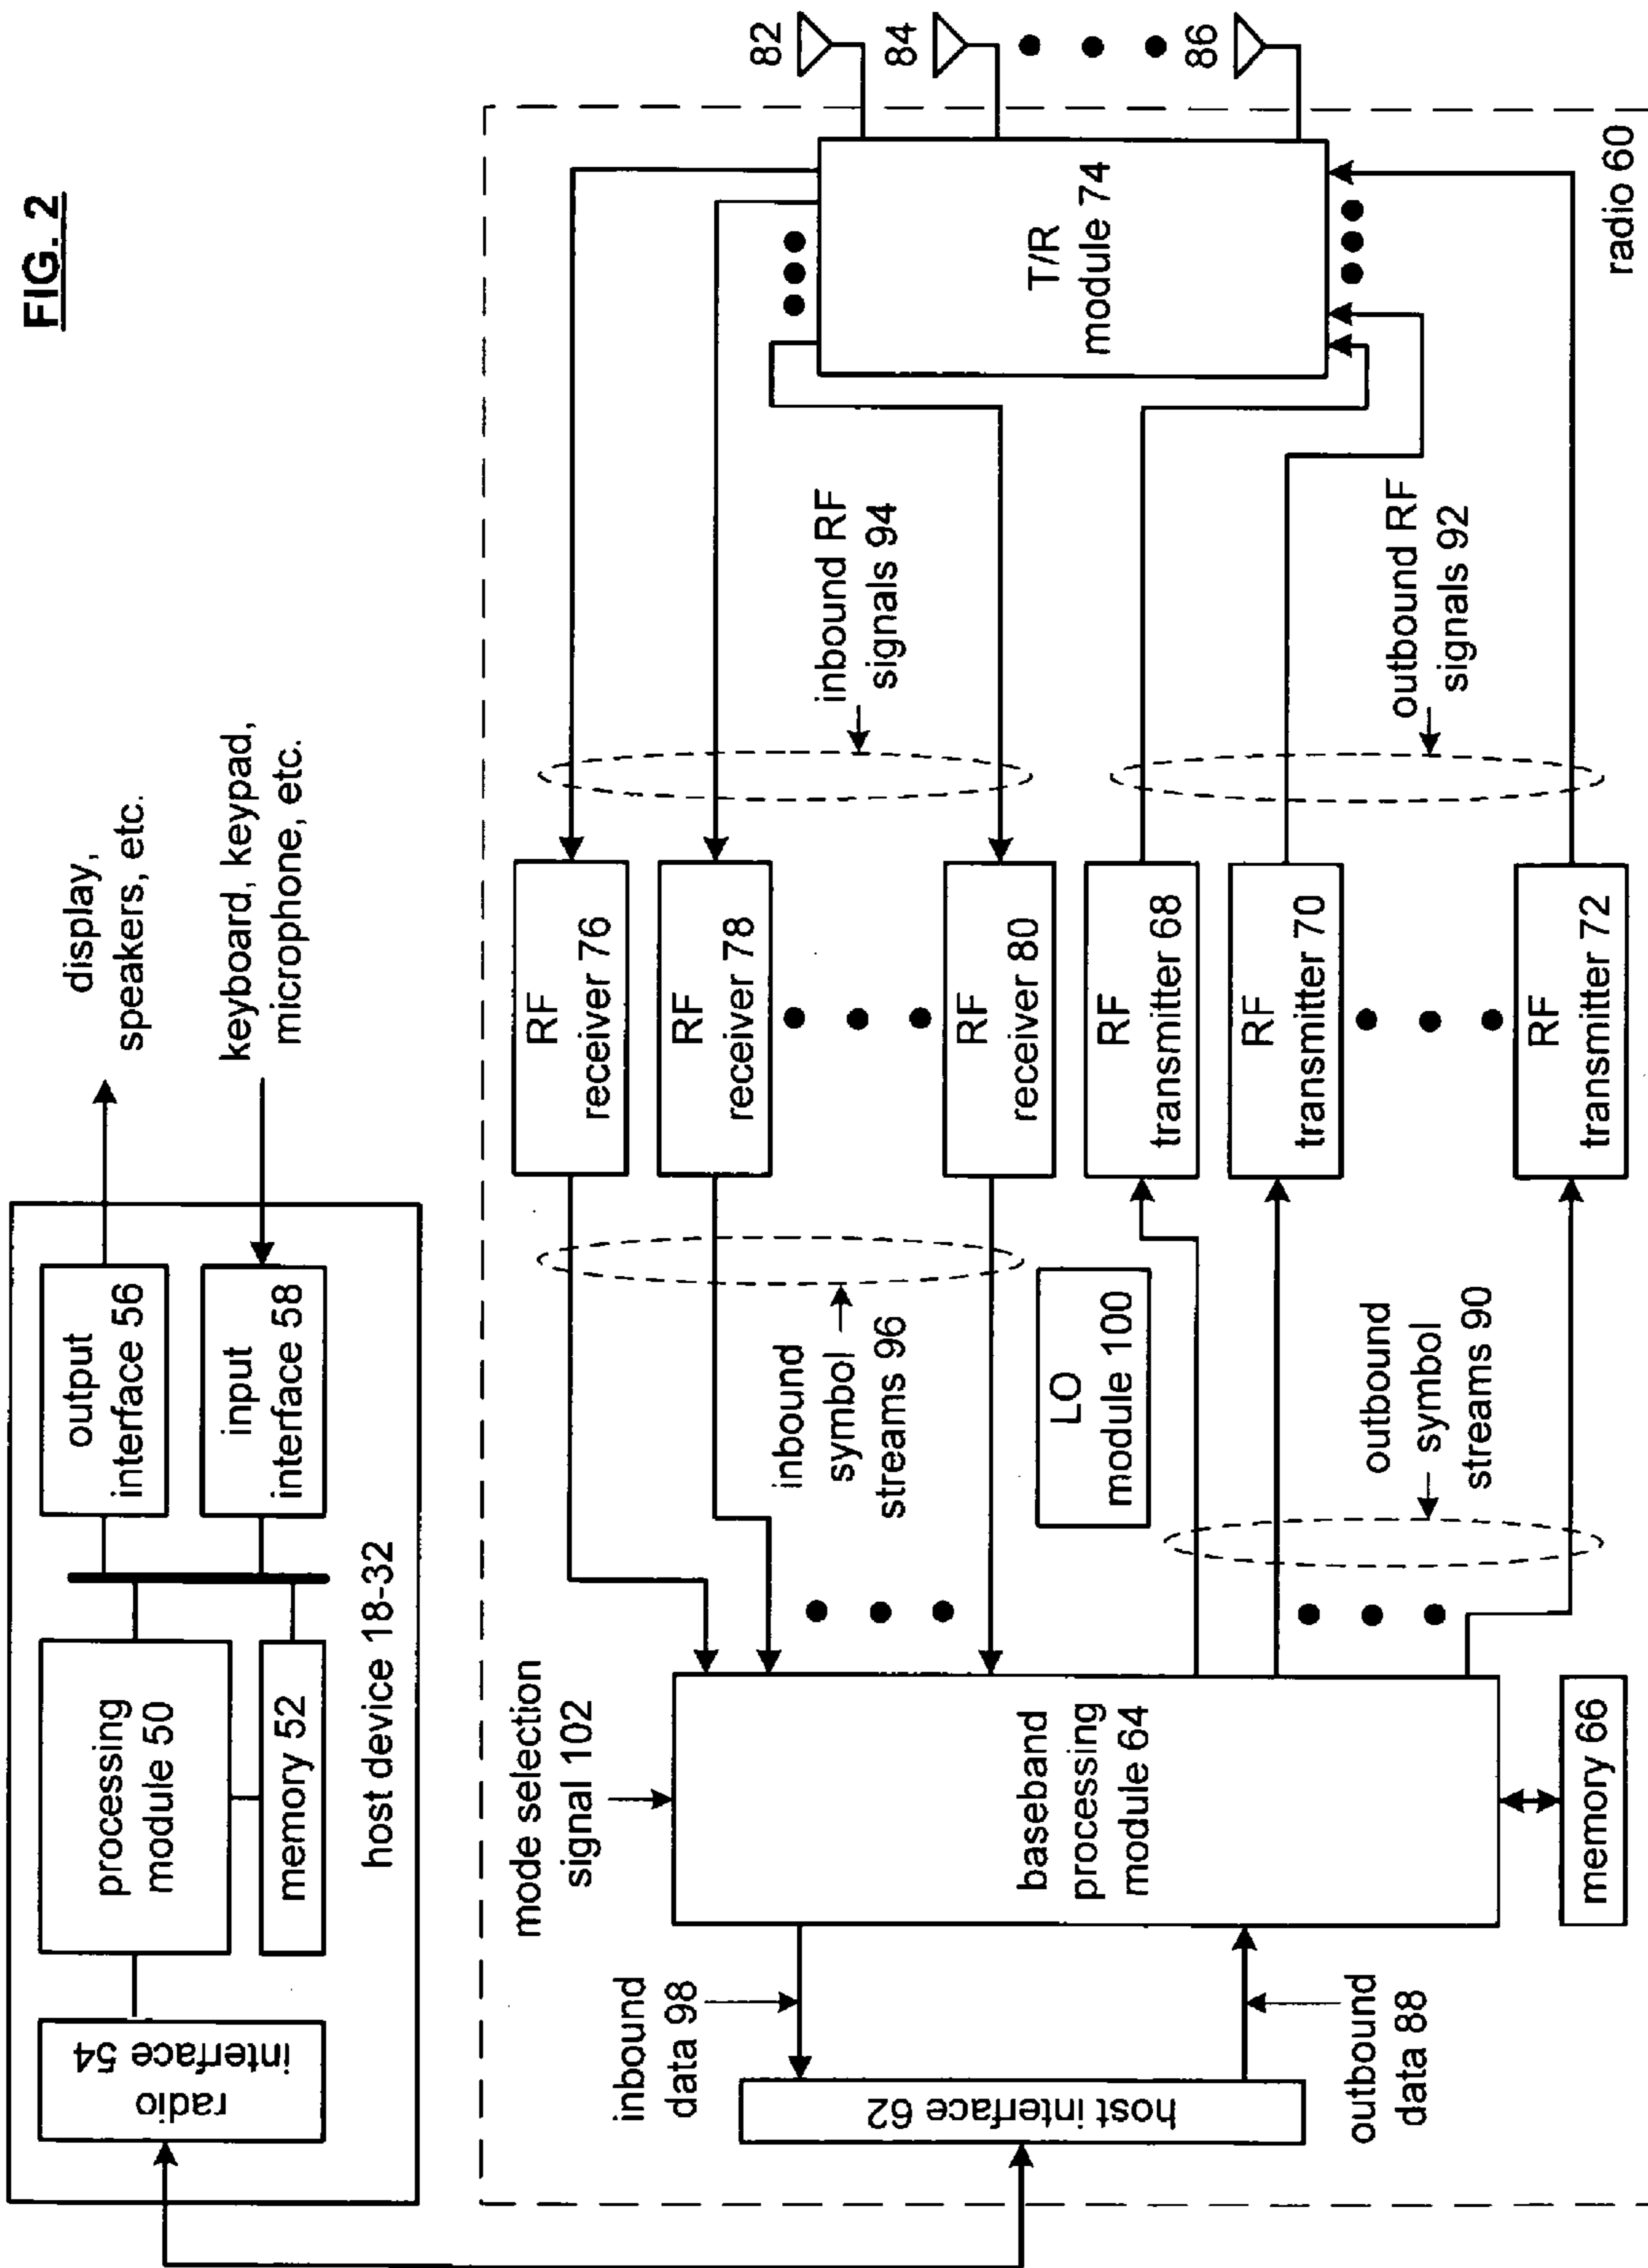 FIG. 2
display,
speakers, etc.
keyboard, keypad,
microphone, etc.
radio
interface 54
processing
module 50
memory 52
output
interface 56
input
interface 58
host device 18-32
mode selection
signal 102
inbound
data 98
host interface 62
outbound
data 88
baseband
processing
module 64
memory 66
inbound
symbol
streams 96
LO
module 100
outbound
symbol
streams 90
RF
receiver 76
RF
receiver 78
RF
receiver 80
RF
transmitter 68
RF
transmitter 70
RF
transmitter 72
inbound RF
signals 94
outbound RF
signals 92
T/R
module 74
82
84
86
radio 60